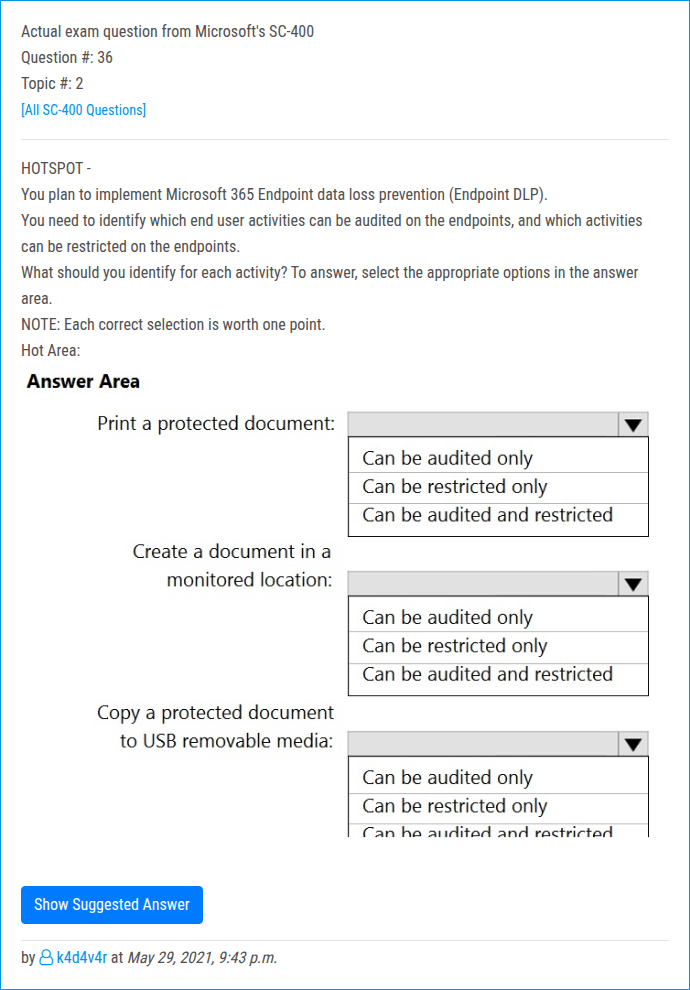 Actual exam question from Microsoft's SC-400
Question #: 36
Topic #: 2
[All SC-400 Questions]
HOTSPOT -
You plan to implement Microsoft 365 Endpoint data loss prevention (Endpoint DLP).
You need to identify which end user activities can be audited on the endpoints, and which activities
can be restricted on the endpoints.
What should you identify for each activity? To answer, select the appropriate options in the answer
area.
NOTE: Each correct selection is worth one point.
Hot Area:
Answer Area
Print a protected document:
Can be audited only
Can be restricted only
Can be audited and restricted
Create a document in a
monitored location:
Can be audited only
Can be restricted only
Can be audited and restricted
Copy a protected document
to USB removable media:
Can be audited only
Can be restricted only
Can be audited and restricted
Show Suggested Answer
by k4d4v4r at May 29, 2021, 9:43 p.m.